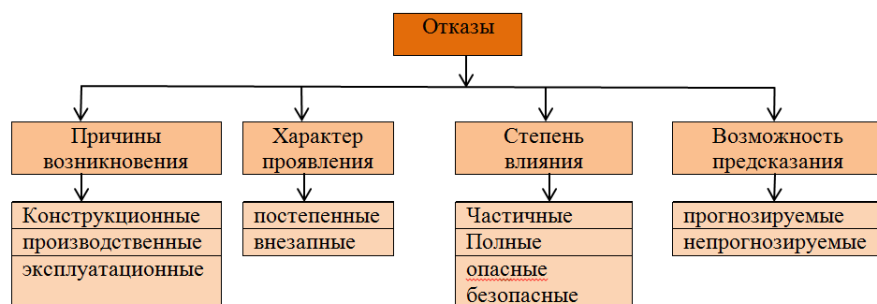 Отказы
Причины
возникновения
Характер
проявления
Степень
влияния
Возможность
предсказания
Конструкционные
производственные
эксплуатационные
постепенные
внезапные
Частичные
Полные
опасные
безопасные
прогнозируемые
непрогнозируемые